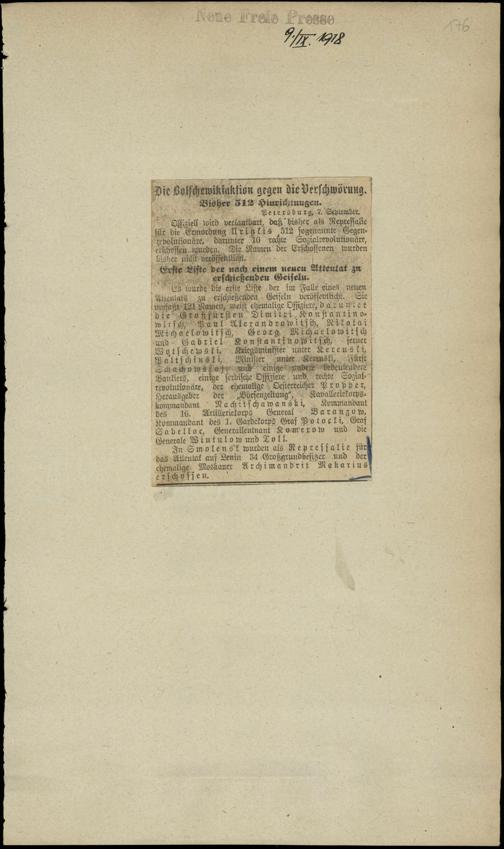 Neue Freie Presse
176
9./IX. 1918
Die Bolschewikiaktion gegen die Verschwörung.
Bisher 512 Hinrichtungen.
Petersburg, 7. September.
Offiziell wird verlautbart, daß bisher als Repressalie
für die Ermordung Uritzkis 512 sogenannte Gegen-
revolutionäre, darunter 10 rechte Sozialrevolutionäre,
erschossen wurden. Die Namen der Erschossenen wurden
bisher nicht veröffentlicht.
Erste Liste der nach einem neuen Attentat zu
erschießenden Geiseln.
Es wurde die erste Liste der im Falle eines neuen
Attentats zu erschießenden Geiseln veröffentlicht. Sie
umfaßt 121 Namen, meist ehemalige Offiziere, darunter
die Großfürsten Dimitri Konstantino-
witsch, Paul Alexandrowitsch, Nikolai
Michaelowitsch, Georg Michaelowitsch
und Gabriel Konstantinowitsch, ferner
Kriegsminister unter Kerenski,
Paltschinski, Minister unter Kerenski, Fürst
Schachowskoy und einige andere bedeutendere
Bankiers, einige serbische Offiziere und rechte Sozial-
revolutionäre, der ehemalige Oesterreicher Propper,
Herausgeber der „Börsenzeitung", Kavalleriekorps-
kommandant Nachitschawanski, Kommandant
des 16. Artilleriekorps General Baranzow,
Kommandant des 1. Gardekorps Graf Potocki, Graf
Generalleutnant Komerow und die
Generale Wintulow und Toll.
In Smolensk wurden als Repressalie für
das Attentat auf Lenin 34 Großgrundbesitzer und der
ehemalige Moskauer Archimandrit Makarius
erschossen.